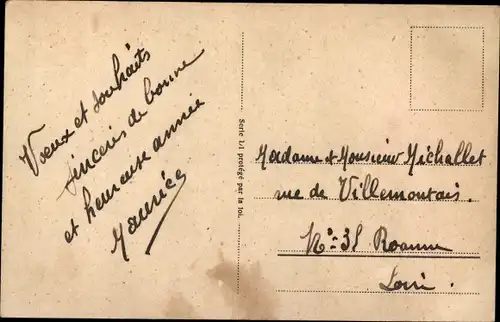 Voeux et souhaits
sincères de bonne
et heureuse année
Maurice
Serie 1/1 protégé par la loi.
Madame et Monsieur Michallet
rue de Villemontais.
N°-31 Roanne
Loire.